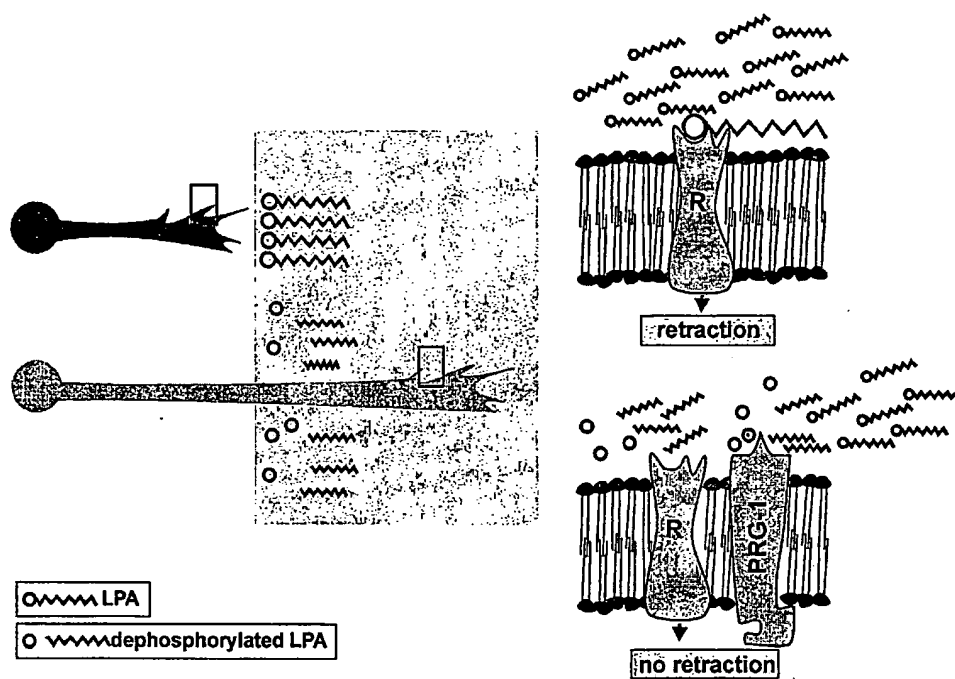 R
retraction
R
PRG-1
no retraction
LPA
dephosphorylated LPA